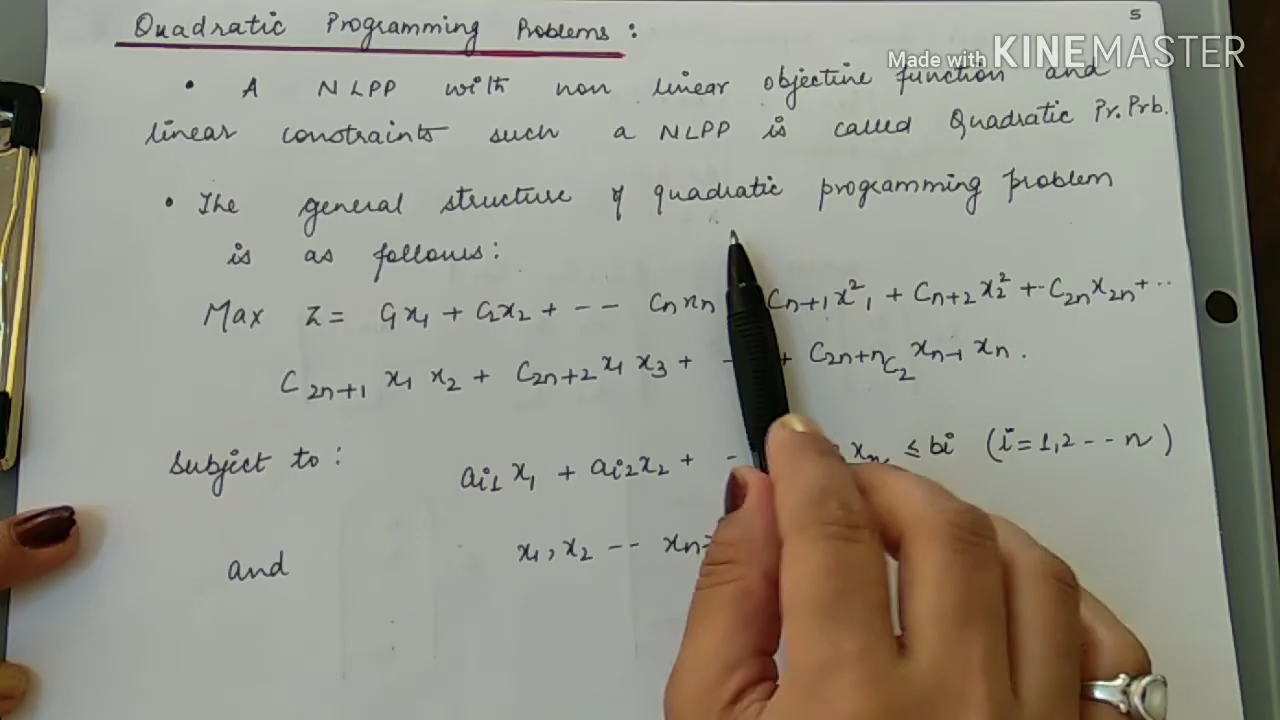 5
Made with KINEMASTER
Quadratic Programming Problems :
• A NLPP with non linear objective function and
linear constraints such a NLPP is called Quadratic Pr. Prb.
• The general structure of quadratic programming problem
is as follows:
Max Z = C₁x₁ + C₂x₂ + -- Cₙxₙ Cₙ₊₁x²₁ + Cₙ₊₂x₂² + -- C₂ₙx₂ₙ + ...
C₂ₙ₊₁ x₁ x₂ + C₂ₙ₊₂ x₁ x₃ + - + C₂ₙ₊ₙC₂ xₙ₋₁ xₙ .
Subject to : aᵢ₁ x₁ + aᵢ₂x₂ + - xₙ ≤ bi (i = 1, 2 -- n)
and x₁, x₂ -- xₙ